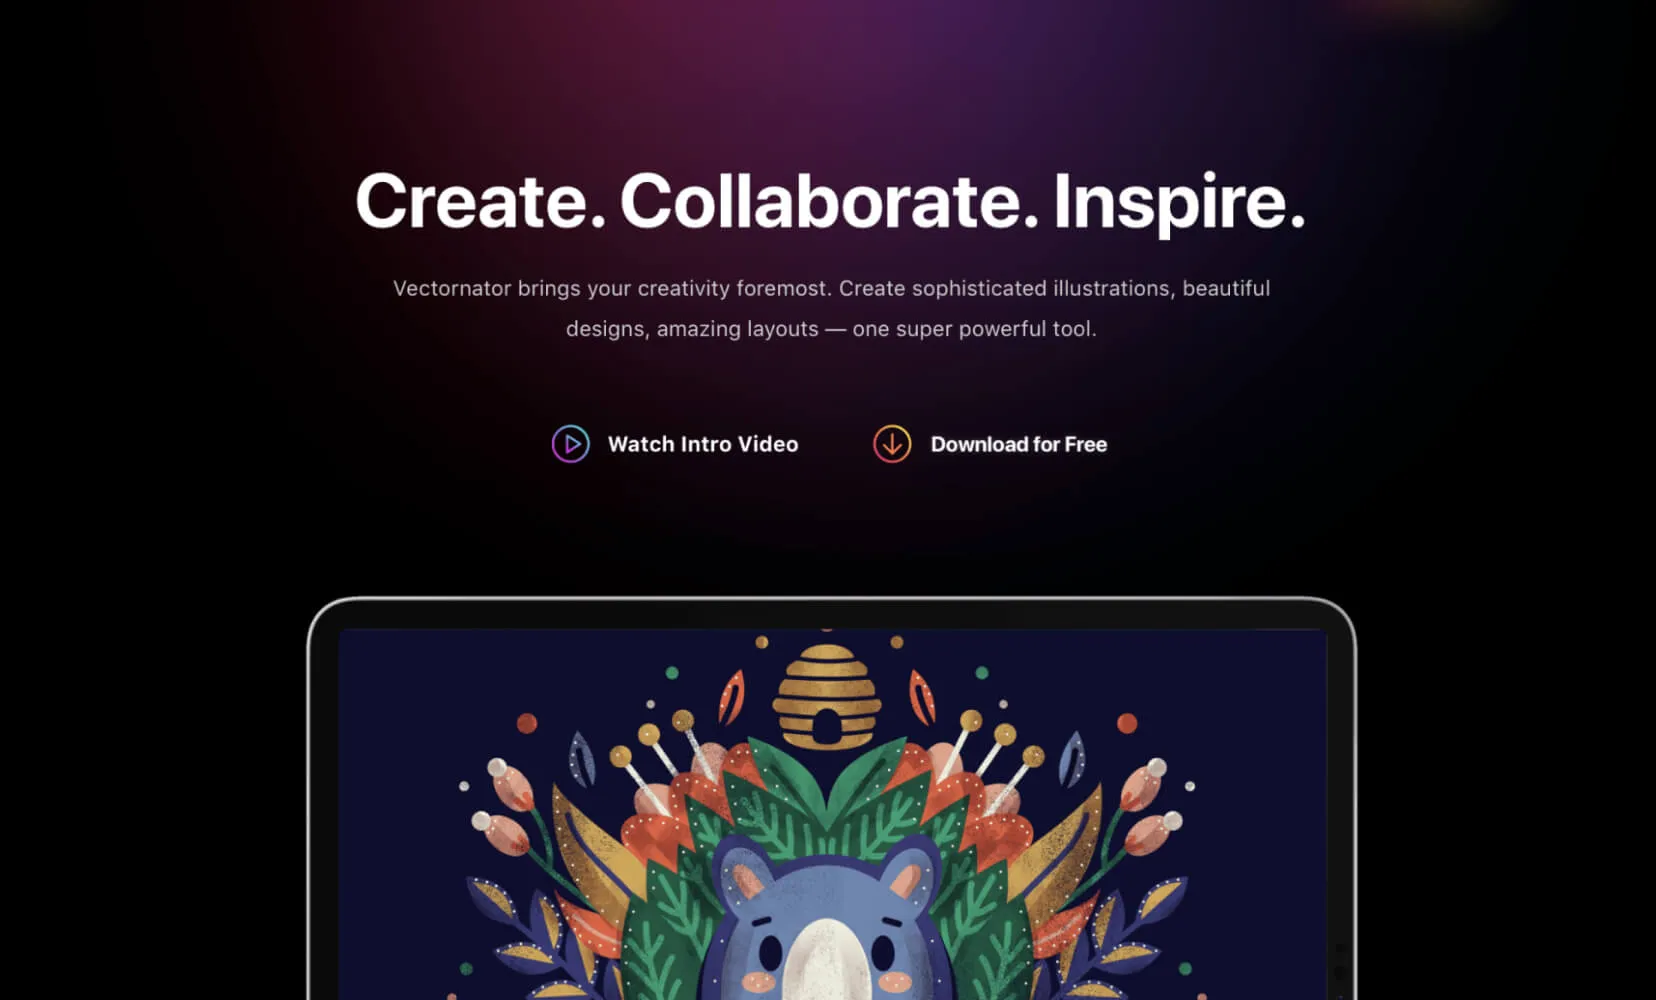 Create. Collaborate. Inspire.
Vectornator brings your creativity foremost. Create sophisticated illustrations, beautiful
designs, amazing layouts — one super powerful tool.
Watch Intro Video
Download for Free